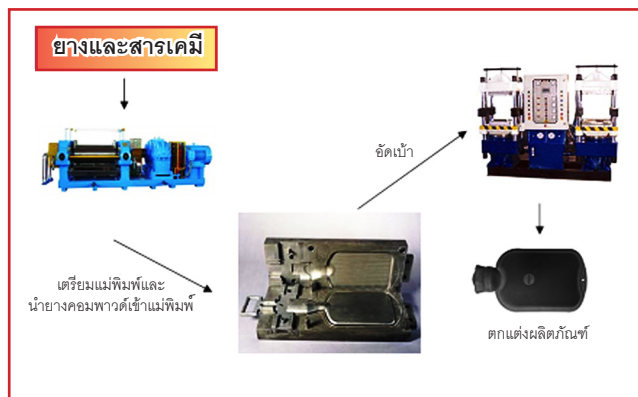 ยางและสารเคมี
อัดเบ้า
เตรียมแม่พิมพ์และ
นำยางคอมพาวด์เข้าแม่พิมพ์
ตกแต่งผลิตภัณฑ์